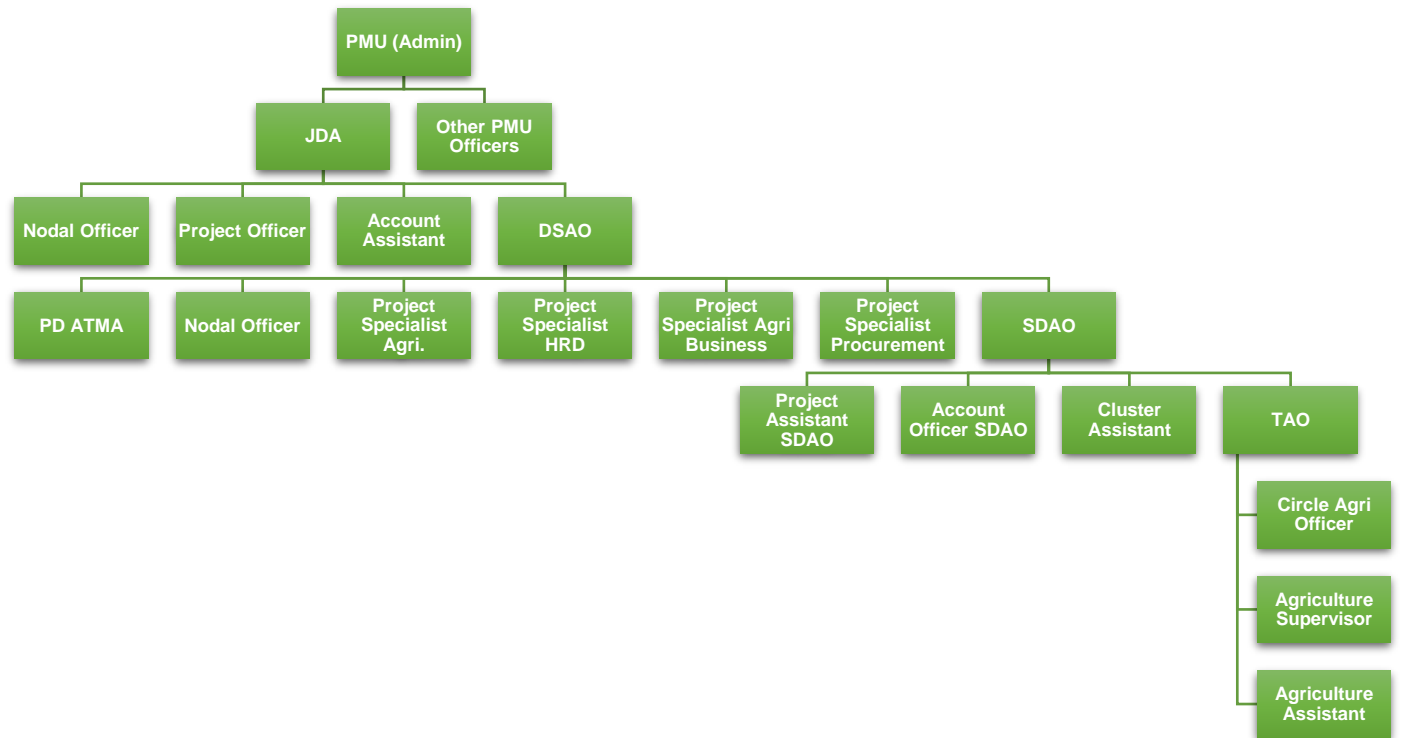 PMU (Admin)
JDA
Other PMU
Officers
Nodal Officer
Project Officer
Account
Assistant
DSAO
PD ATMA
Nodal Officer
Project
Specialist
Agri.
Project
Specialist
HRD
Project
Specialist Agri
Business
Project
Specialist
Procurement
SDAO
Project
Assistant
SDAO
Account
Officer SDAO
Cluster
Assistant
TAO
Circle Agri
Officer
Agriculture
Supervisor
Agriculture
Assistant